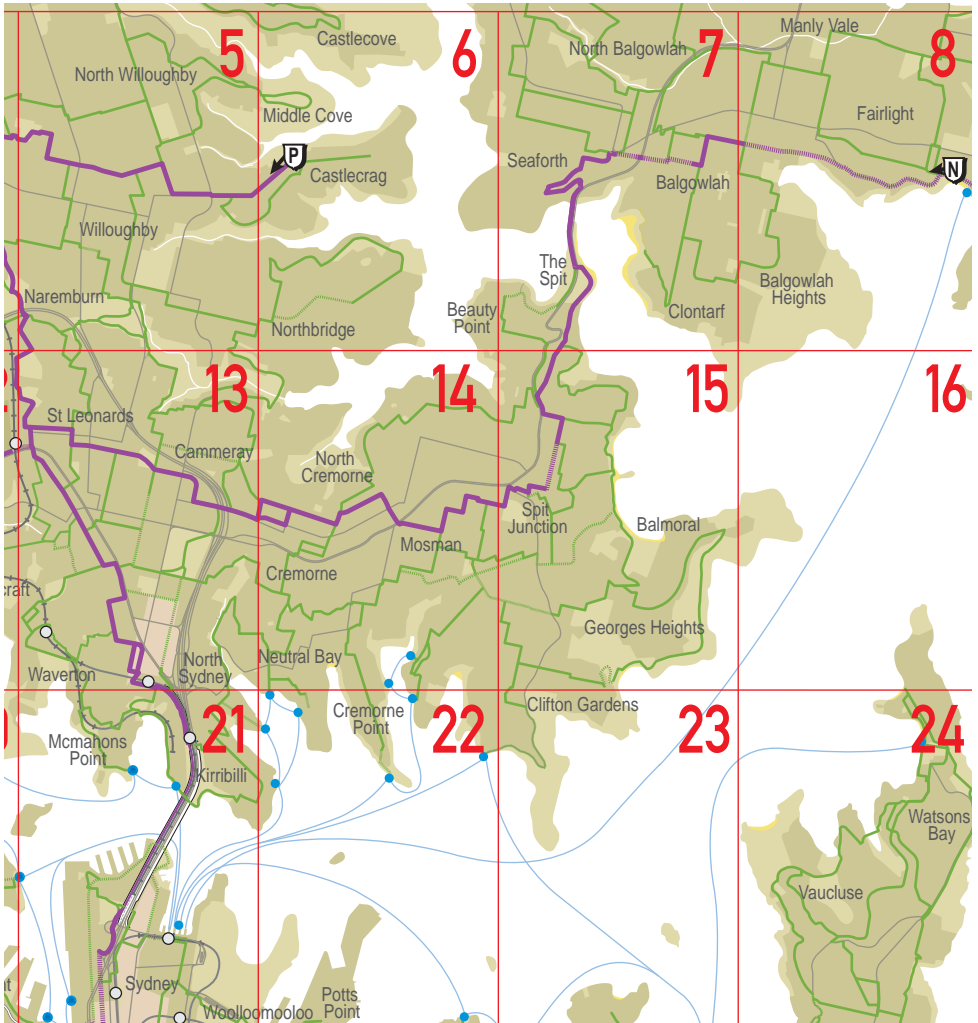 Castlecove
5
6
North Balgowlah
7
Manly Vale
8
North Willoughby
Middle Cove
Fairlight
P
Castlecrag
Seaforth
Balgowlah
N
Willoughby
The
Spit
Balgowlah
Heights
Naremburn
Northbridge
Beauty
Point
Clontarf
13
14
15
16
St Leonards
Cammeray
North
Cremorne
Spit
Junction
Balmoral
Mosman
Cremorne
craft
Georges Heights
Waverton
North
Sydney
Neutral Bay
Cremorne
Point
Clifton Gardens
21
22
23
24
Mcmahons
Point
Kirribilli
Watsons
Bay
Vaucluse
Sydney
Woolloomooloo
Potts
Point